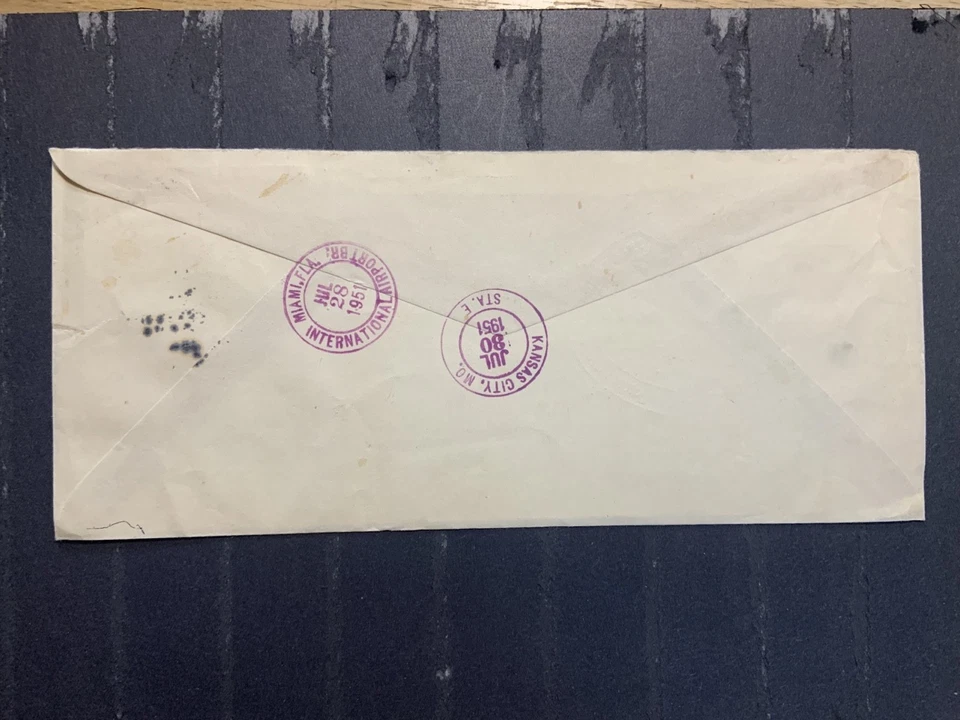 MIAMI, FLA. INTERNATIONAL AIRPORT BR.
JUL
28
1951
KANSAS CITY, MO.
STA. E
JUL
30
1951